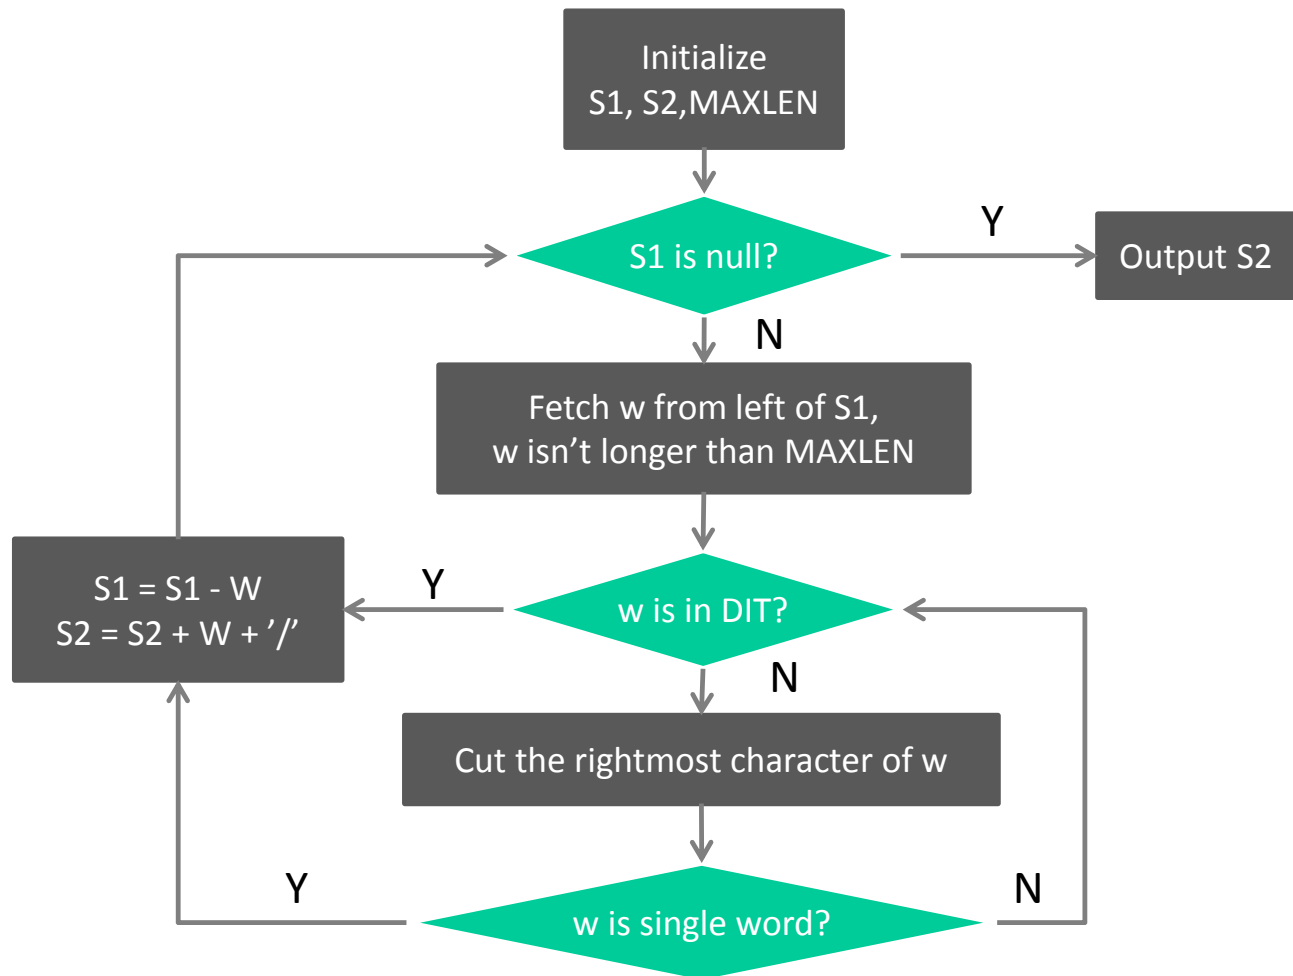 Initialize
S1, S2,MAXLEN
S1 is null?
Y
Output S2
N
Fetch w from left of S1,
w isn’t longer than MAXLEN
w is in DIT?
Y
S1 = S1 - W
S2 = S2 + W + ’/’
N
Cut the rightmost character of w
w is single word?
Y
N